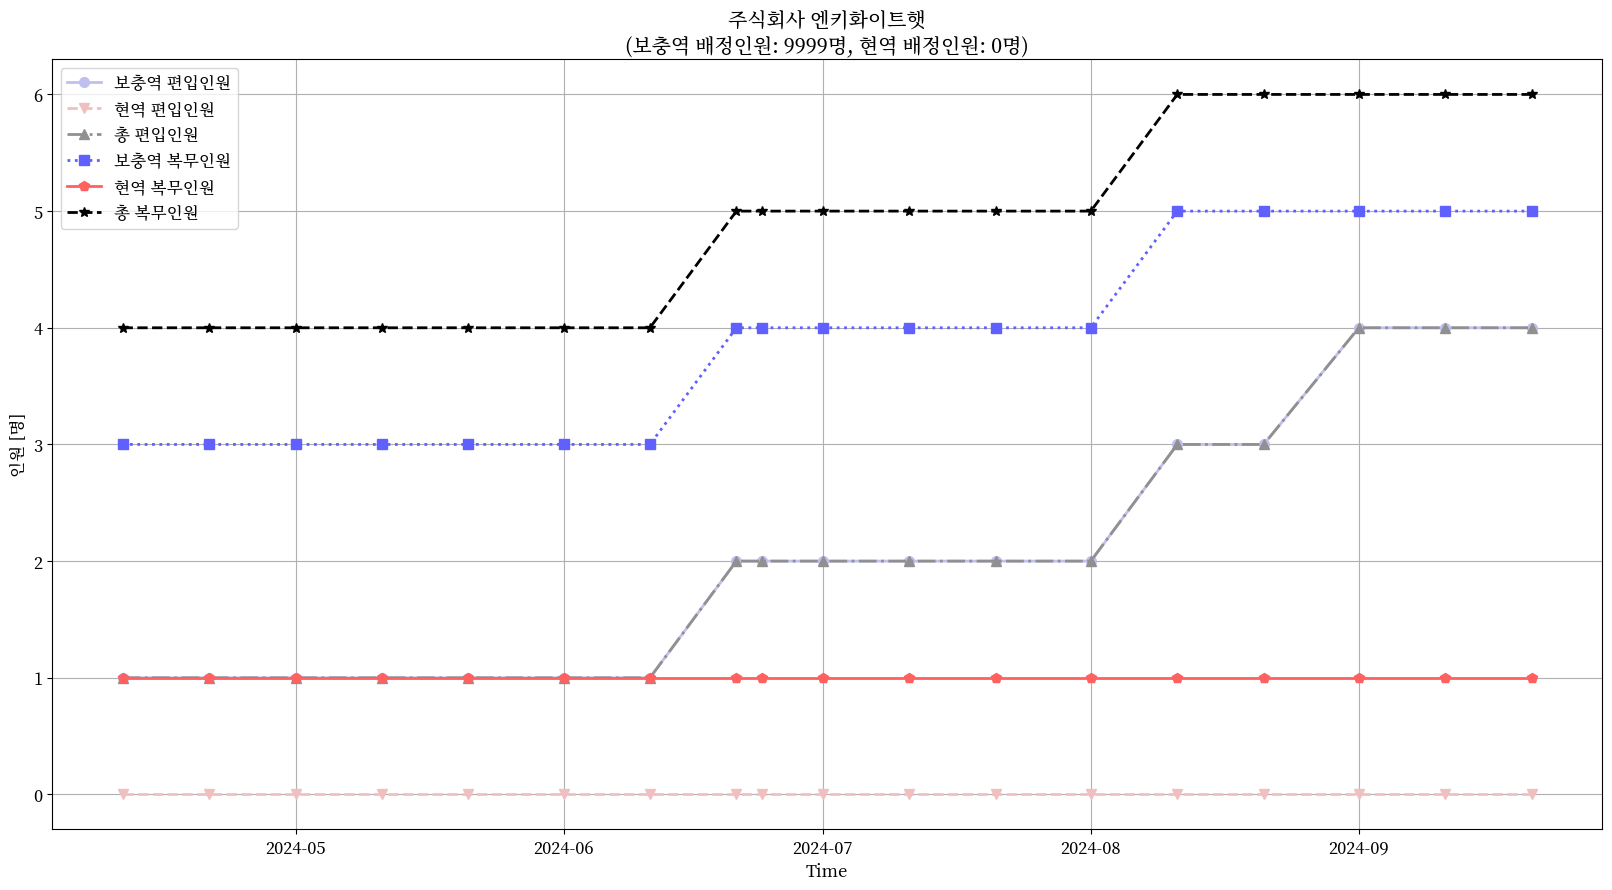 주식회사 엔키화이트햇
(보충역 배정인원: 9999명, 현역 배정인원: 0명)
보충역 편입인원
현역 편입인원
총 편입인원
보충역 복무인원
현역 복무인원
총 복무인원
인원 [명]
6
5
4
3
2
1
0
2024-05
2024-06
2024-07
2024-08
2024-09
Time